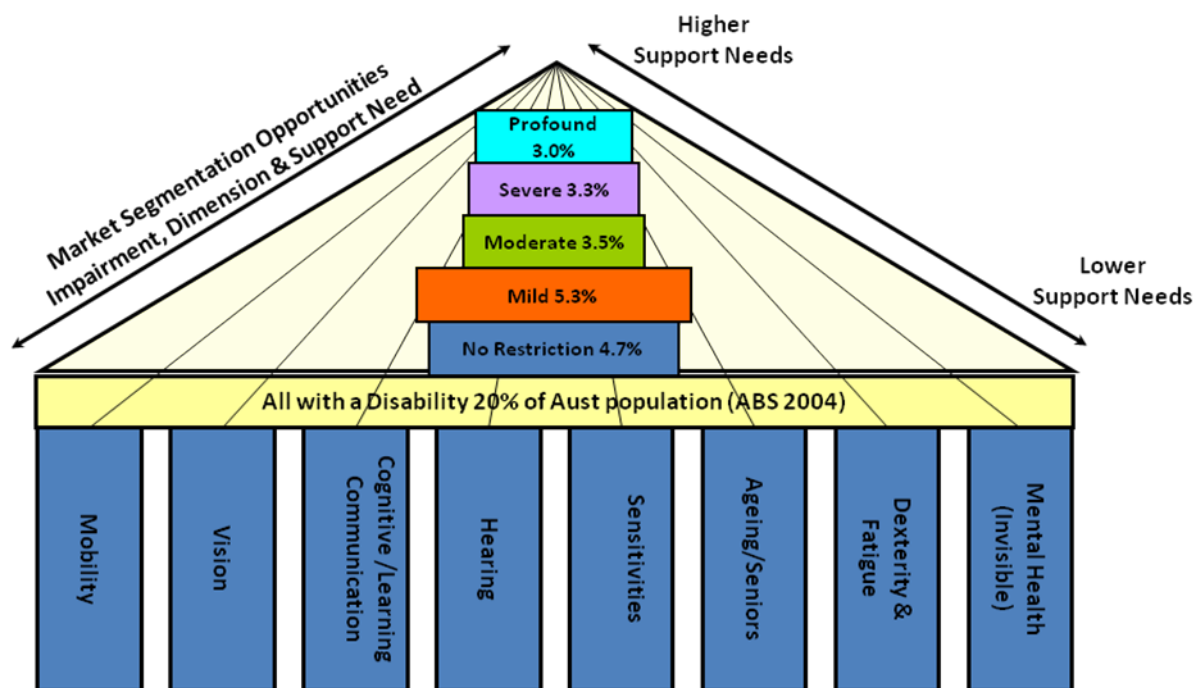 Higher
Support Needs
Market Segmentation Opportunities
Impairment, Dimension & Support Need
Profound
3.0%
Severe 3.3%
Moderate 3.5%
Lower
Support Needs
Mild 5.3%
No Restriction 4.7%
All with a Disability 20% of Aust population (ABS 2004)
Mobility
Vision
Cognitive /Learning
Communication
Hearing
Sensitivities
Ageing/Seniors
Dexterity &
Fatigue
Mental Health
(Invisible)